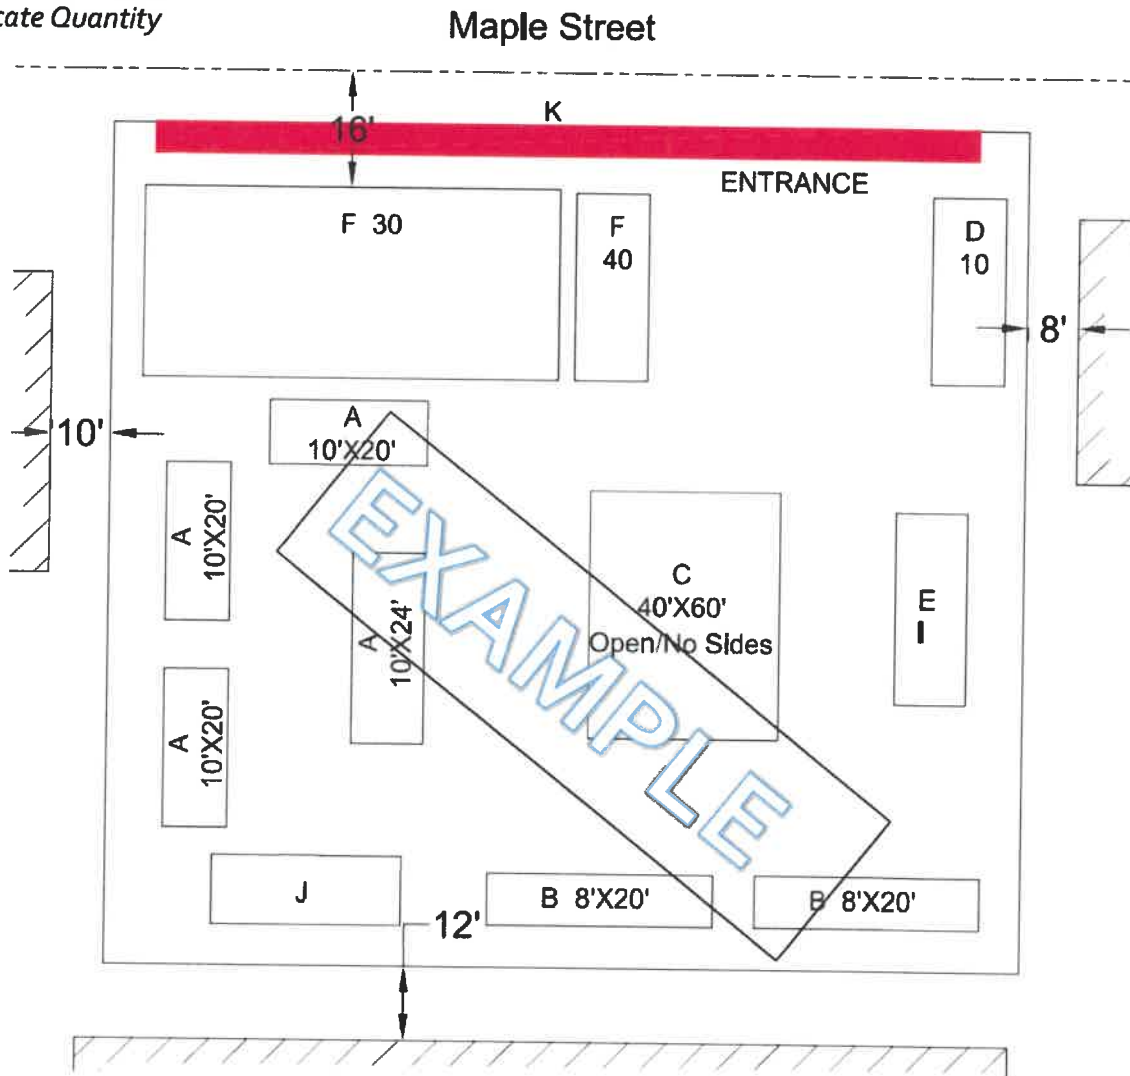 cate Quantity
Maple Street
K
16'
ENTRANCE
F 30
F
40
D
10
8'
10'
A
10'X20'
A
10'X20'
EXAMPLE
C
40'X60'
Open/No Sides
E
I
A
10'X24'
A
10'X20'
J
B 8'X20'
B 8'X20'
12'